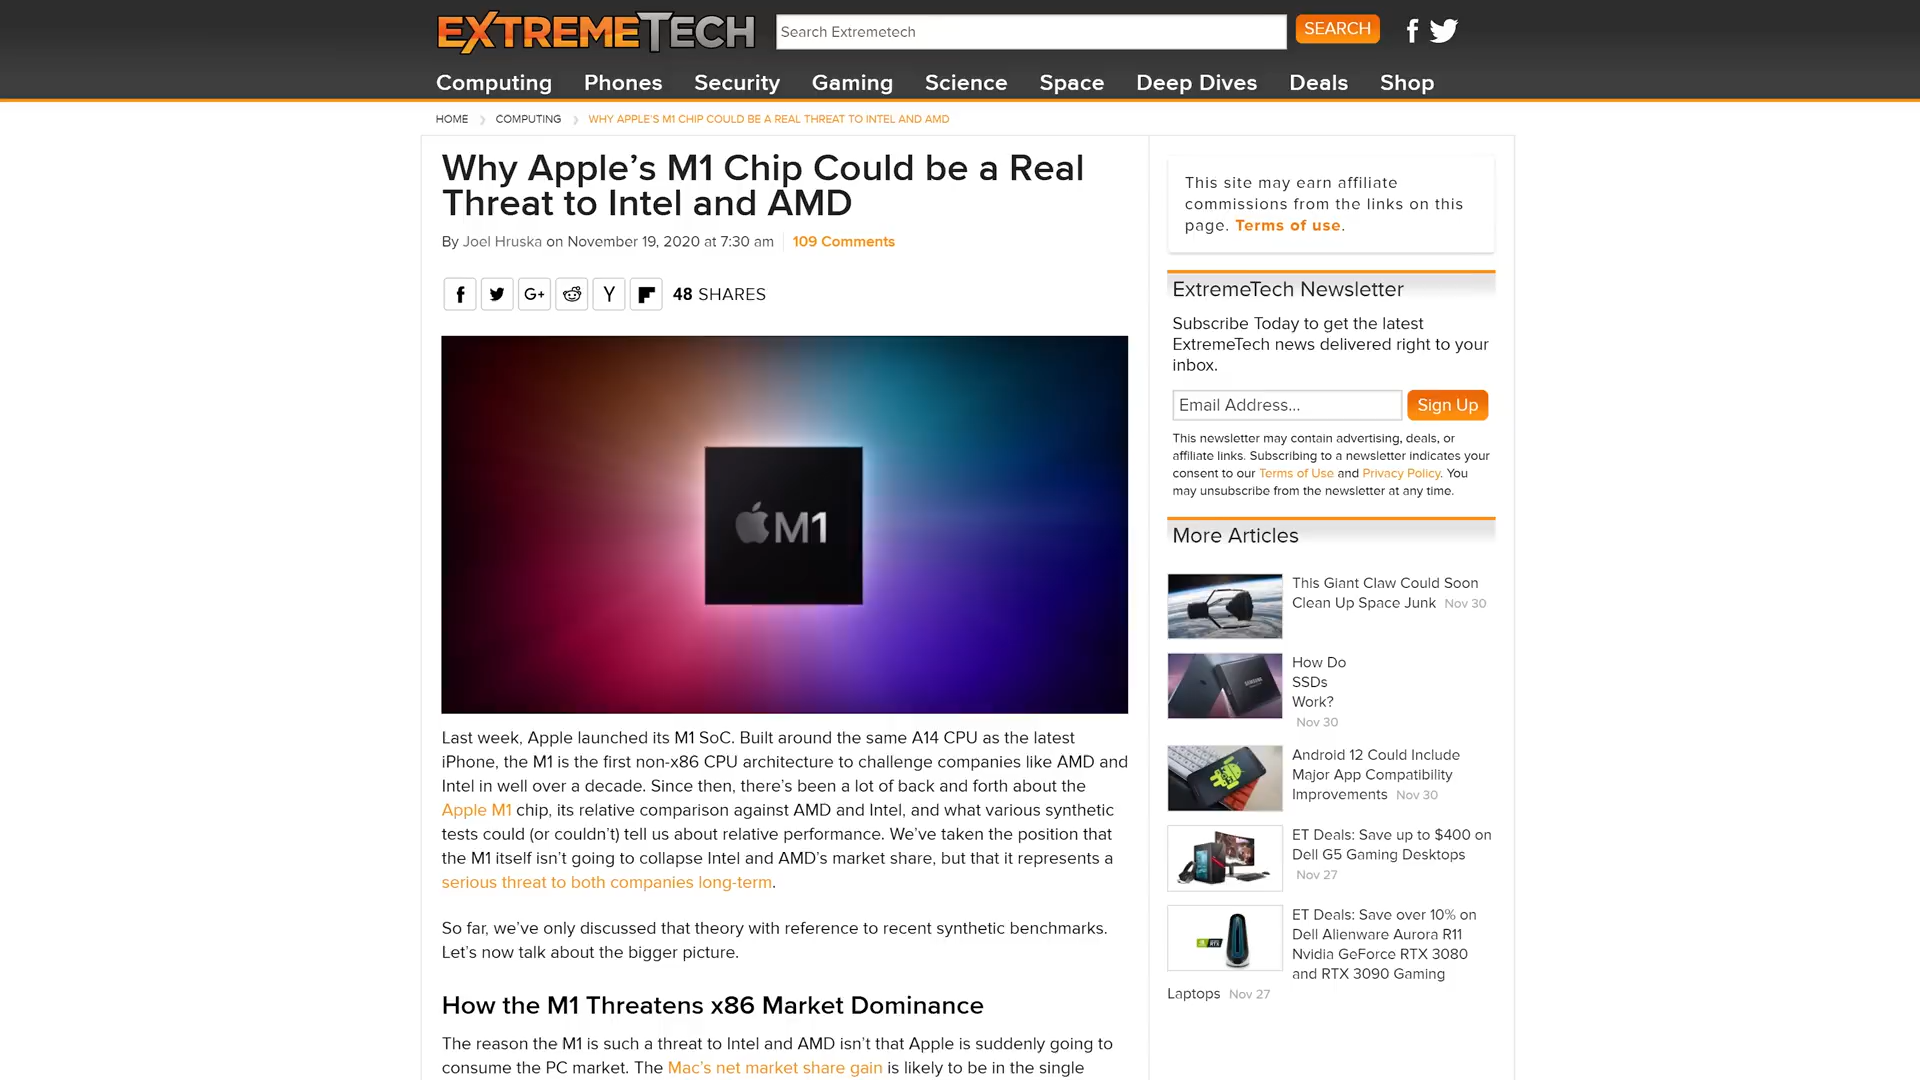 EXTREMETECH
Search Extremetech
SEARCH
Computing Phones Security Gaming Science Space Deep Dives Deals Shop
HOME COMPUTING WHY APPLE'S M1 CHIP COULD BE A REAL THREAT TO INTEL AND AMD
Why Apple’s M1 Chip Could be a Real
Threat to Intel and AMD
By Joel Hruska on November 19, 2020 at 7:30 am 109 Comments
f G+ Y 48 SHARES
M1
Last week, Apple launched its M1 SoC. Built around the same A14 CPU as the latest
iPhone, the M1 is the first non-x86 CPU architecture to challenge companies like AMD and
Intel in well over a decade. Since then, there’s been a lot of back and forth about the
Apple M1 chip, its relative comparison against AMD and Intel, and what various synthetic
tests could (or couldn’t) tell us about relative performance. We’ve taken the position that
the M1 itself isn’t going to collapse Intel and AMD’s market share, but that it represents a
serious threat to both companies long-term.
So far, we’ve only discussed that theory with reference to recent synthetic benchmarks.
Let’s now talk about the bigger picture.
How the M1 Threatens x86 Market Dominance
The reason the M1 is such a threat to Intel and AMD isn’t that Apple is suddenly going to
consume the PC market. The Mac’s net market share gain is likely to be in the single
This site may earn affiliate
commissions from the links on this
page. Terms of use.
ExtremeTech Newsletter
Subscribe Today to get the latest
ExtremeTech news delivered right to your
inbox.
Email Address... Sign Up
This newsletter may contain advertising, deals, or
affiliate links. Subscribing to a newsletter indicates your
consent to our Terms of Use and Privacy Policy. You
may unsubscribe from the newsletter at any time.
More Articles
This Giant Claw Could Soon
Clean Up Space Junk Nov 30
SAMSUNG
How Do
SSDs
Work?
Nov 30
Android 12 Could Include
Major App Compatibility
Improvements Nov 30
ET Deals: Save up to $400 on
Dell G5 Gaming Desktops
Nov 27
ET Deals: Save over 10% on
Dell Alienware Aurora R11
Nvidia GeForce RTX 3080
and RTX 3090 Gaming
Laptops Nov 27